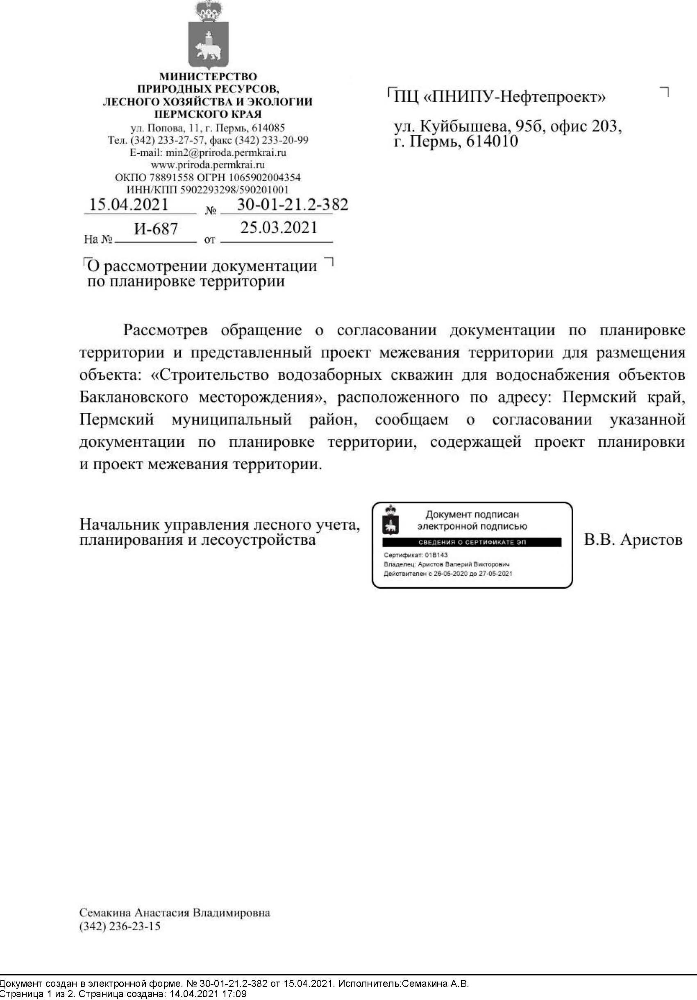 МИНИСТЕРСТВО
ПРИРОДНЫХ РЕСУРСОВ,
ЛЕСНОГО ХОЗЯЙСТВА И ЭКОЛОГИИ
ПЕРМСКОГО КРАЯ
ул. Попова, 11, г. Пермь, 614085
Тел. (342) 233-27-57, факс (342) 233-20-99
E-mail: min2@priroda.permkrai.ru
www.priroda.permkrai.ru
ОКПО 78891558 ОГРН 1065902004354
ИНН/КПП 5902293298/590201001
15.04.2021 № 30-01-21.2-382
На № И-687 от 25.03.2021
О рассмотрении документации
по планировке территории
ПЦ «ПНИПУ-Нефтепроект»
ул. Куйбышева, 95б, офис 203,
г. Пермь, 614010
Рассмотрев обращение о согласовании документации по планировке
территории и представленный проект межевания территории для размещения
объекта: «Строительство водозаборных скважин для водоснабжения объектов
Баклановского месторождения», расположенного по адресу: Пермский край,
Пермский муниципальный район, сообщаем о согласовании указанной
документации по планировке территории, содержащей проект планировки
и проект межевания территории.
Начальник управления лесного учета,
планирования и лесоустройства
Документ подписан
электронной подписью
СВЕДЕНИЯ О СЕРТИФИКАТЕ ЭП
Сертификат: 01B143
Владелец: Аристов Валерий Викторович
Действителен с 26-05-2020 до 27-05-2021
В.В. Аристов
Семакина Анастасия Владимировна
(342) 236-23-15
Документ создан в электронной форме. № 30-01-21.2-382 от 15.04.2021. Исполнитель:Семакина А.В.
Страница 1 из 2. Страница создана: 14.04.2021 17:09